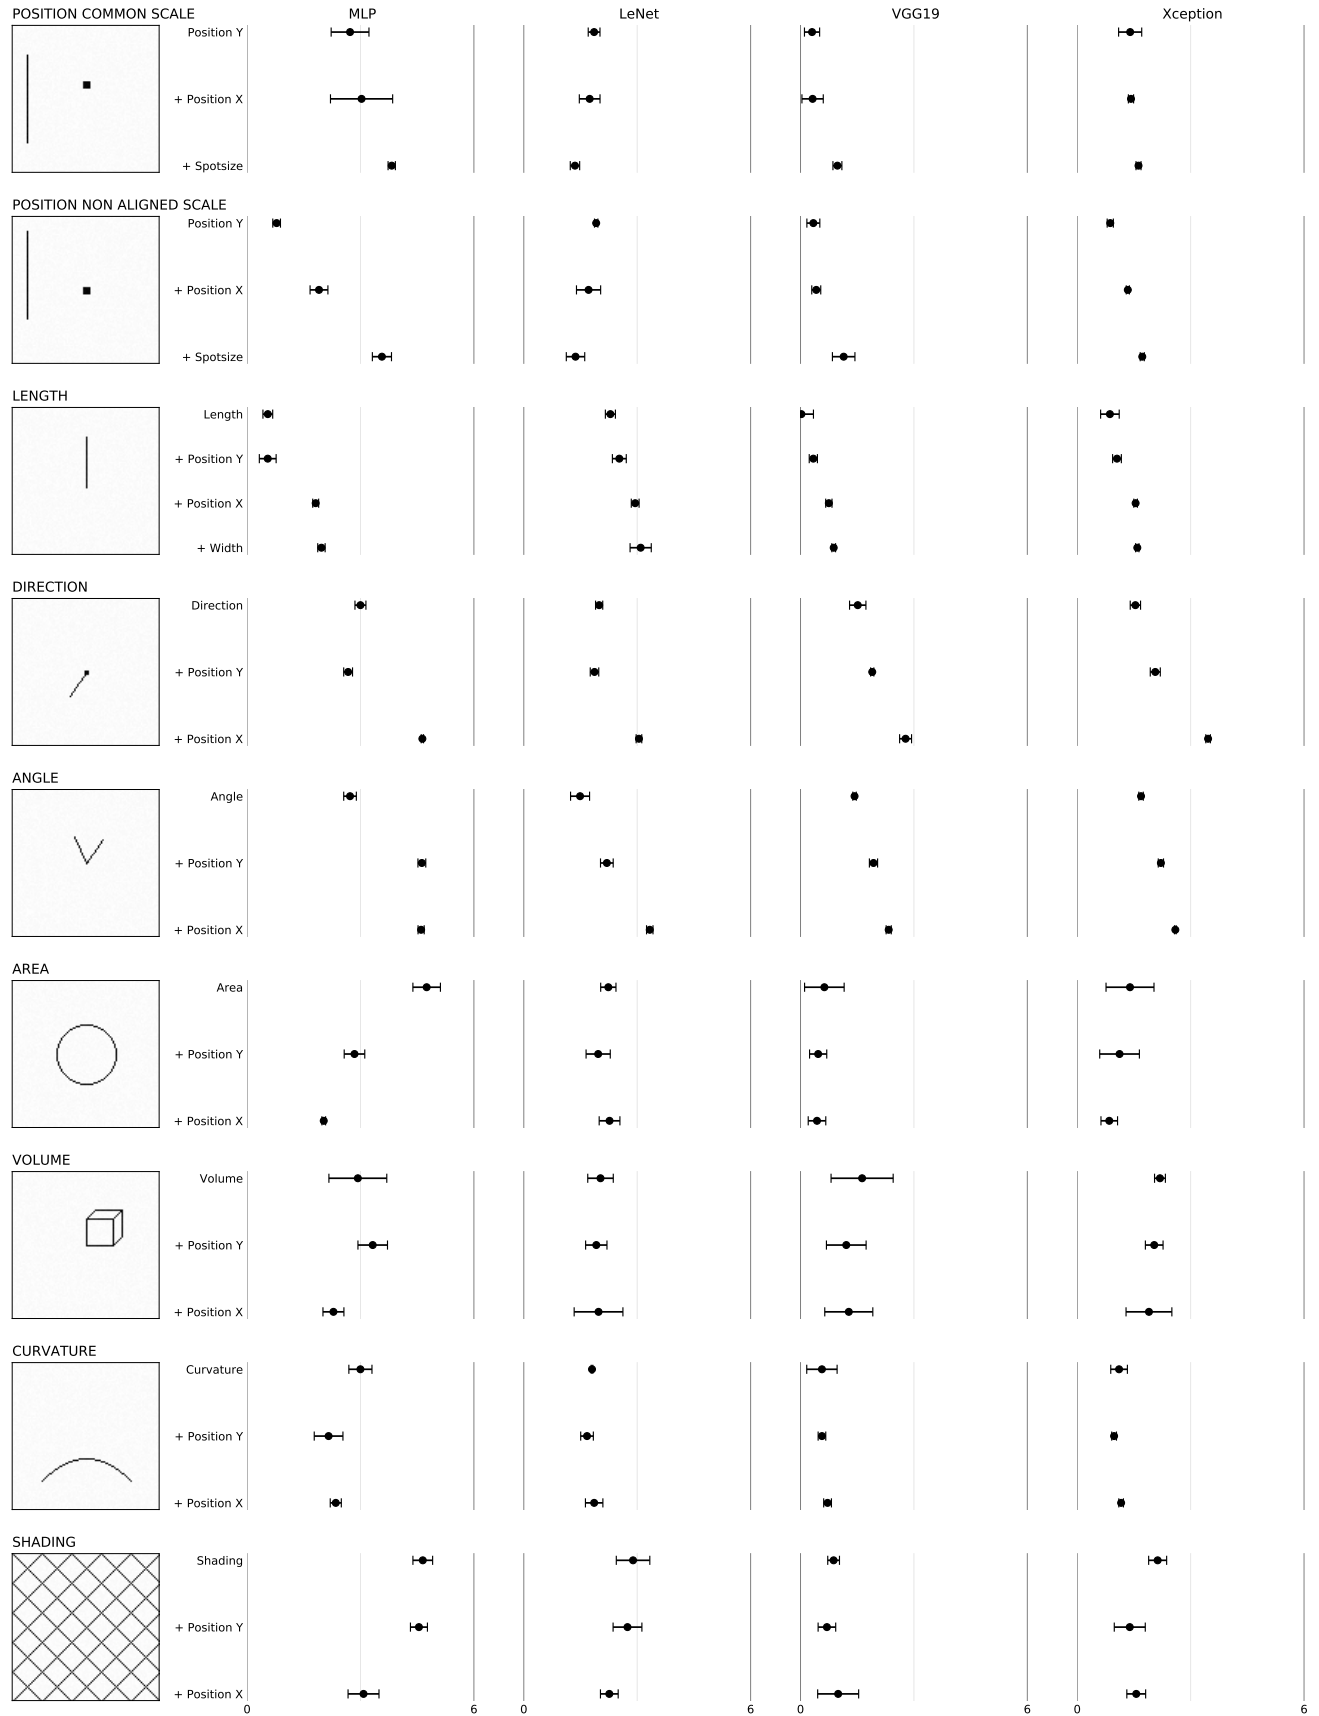 POSITION COMMON SCALE
MLP
LeNet
VGG19
Xception
Position Y
+ Position X
+ Spotsize
POSITION NON ALIGNED SCALE
Position Y
+ Position X
+ Spotsize
LENGTH
Length
+ Position Y
+ Position X
+ Width
DIRECTION
Direction
+ Position Y
+ Position X
ANGLE
Angle
+ Position Y
+ Position X
AREA
Area
+ Position Y
+ Position X
VOLUME
Volume
+ Position Y
+ Position X
CURVATURE
Curvature
+ Position Y
+ Position X
SHADING
Shading
+ Position Y
+ Position X
0 6 0 6 0 6 0 6